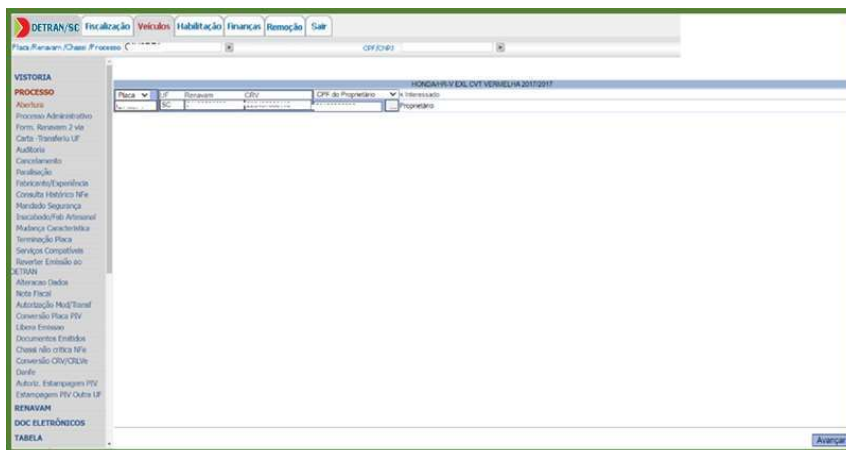 DETRAN/SC Fiscalização Veículos Habilitação Finanças Remoção Sair
Placa/Renavam/Chassi/Processo CPF/CNPJ
VISTORIA
PROCESSO
Abertura
Processo Administrativo
Form. Renavam 2 via
Carta -Transferiu UF
Auditoria
Cancelamento
Paralisação
Fabricante/Experiência
Consulta Histórico NFe
Mandado Segurança
Inacabado/Fab Artesanal
Mudança Característica
Terminação Placa
Serviços Compatíveis
Reverter Emissão ao
DETRAN
Alteracao Dados
Nota Fiscal
Autorização Mod/Transf
Conversão Placa PIV
Libera Emissao
Documentos Emitidos
Chassi não critica NFe
Conversão CRV/CRLVe
Danfe
Autoriz. Estampagem PIV
Estampagem PIV Outra UF
RENAVAM
DOC ELETRÔNICOS
TABELA
HONDA/HR-V EXL CVT VERMELHA 2017/2017
Placa UF Renavam CRV CPF do Proprietário < Interessado
SC ... Proprietário
Avançar